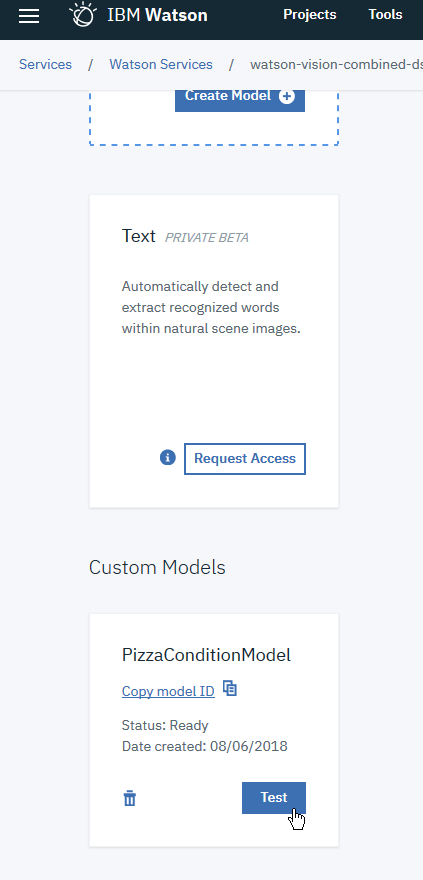 IBM Watson Projects Tools
Services / Watson Services / watson-vision-combined-ds
Create Model
Text PRIVATE BETA
Automatically detect and
extract recognized words
within natural scene images.
i Request Access
Custom Models
PizzaConditionModel
Copy model ID
Status: Ready
Date created: 08/06/2018
Test